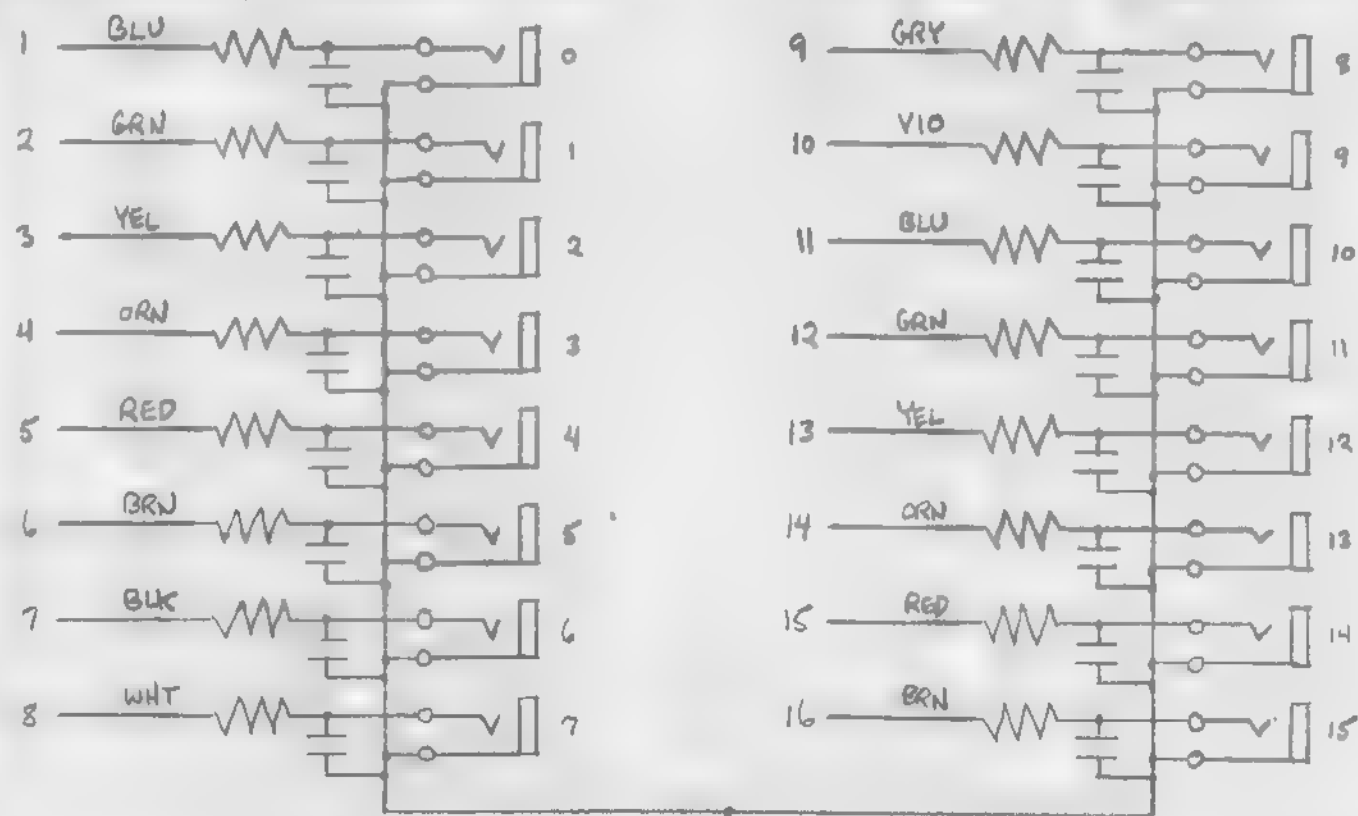 1 BLU 0
2 GRN 1
3 YEL 2
4 ORN 3
5 RED 4
6 BRN 5
7 BLK 6
8 WHT 7
9 GRY 8
10 VIO 9
11 BLU 10
12 GRN 11
13 YEL 12
14 ORN 13
15 RED 14
16 BRN 15